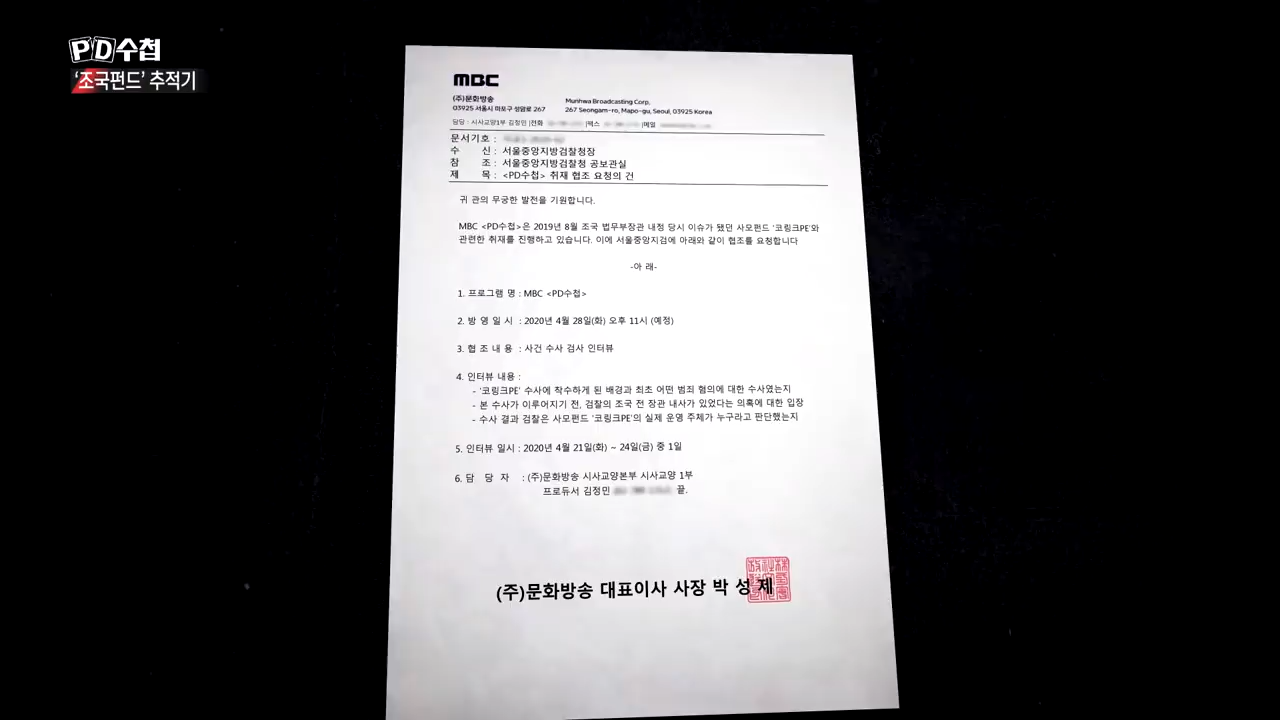 PD수첩
'조국펀드' 추적기
MBC
(주)문화방송
03925 서울시 마포구 성암로 267
Munhwa Broadcasting Corp.
267 Seongam-ro, Mapo-gu, Seoul, 03925 Korea
담당 : 시사교양1부 김정민 |전화 |팩스 |메일
문서기호 :
수 신 : 서울중앙지방검찰청장
참 조 : 서울중앙지방검찰청 공보관실
제 목 : <PD수첩> 취재 협조 요청의 건
귀 관의 무궁한 발전을 기원합니다.
MBC <PD수첩>은 2019년 8월 조국 법무부장관 내정 당시 이슈가 됐던 사모펀드 '코링크PE'와
관련한 취재를 진행하고 있습니다. 이에 서울중앙지검에 아래와 같이 협조를 요청합니다
-아 래-
1. 프로그램 명 : MBC <PD수첩>
2. 방 영 일 시 : 2020년 4월 28일(화) 오후 11시 (예정)
3. 협 조 내 용 : 사건 수사 검사 인터뷰
4. 인터뷰 내용 :
- '코링크PE' 수사에 착수하게 된 배경과 최초 어떤 범죄 혐의에 대한 수사였는지
- 본 수사가 이루어지기 전, 검찰의 조국 전 장관 내사가 있었다는 의혹에 대한 입장
- 수사 결과 검찰은 사모펀드 '코링크PE'의 실제 운영 주체가 누구라고 판단했는지
5. 인터뷰 일시 : 2020년 4월 21일(화) ~ 24일(금) 중 1일
6. 담 당 자 : (주)문화방송 시사교양본부 시사교양 1부
프로듀서 김정민 끝.
(주)문화방송 대표이사 사장 박 성 제